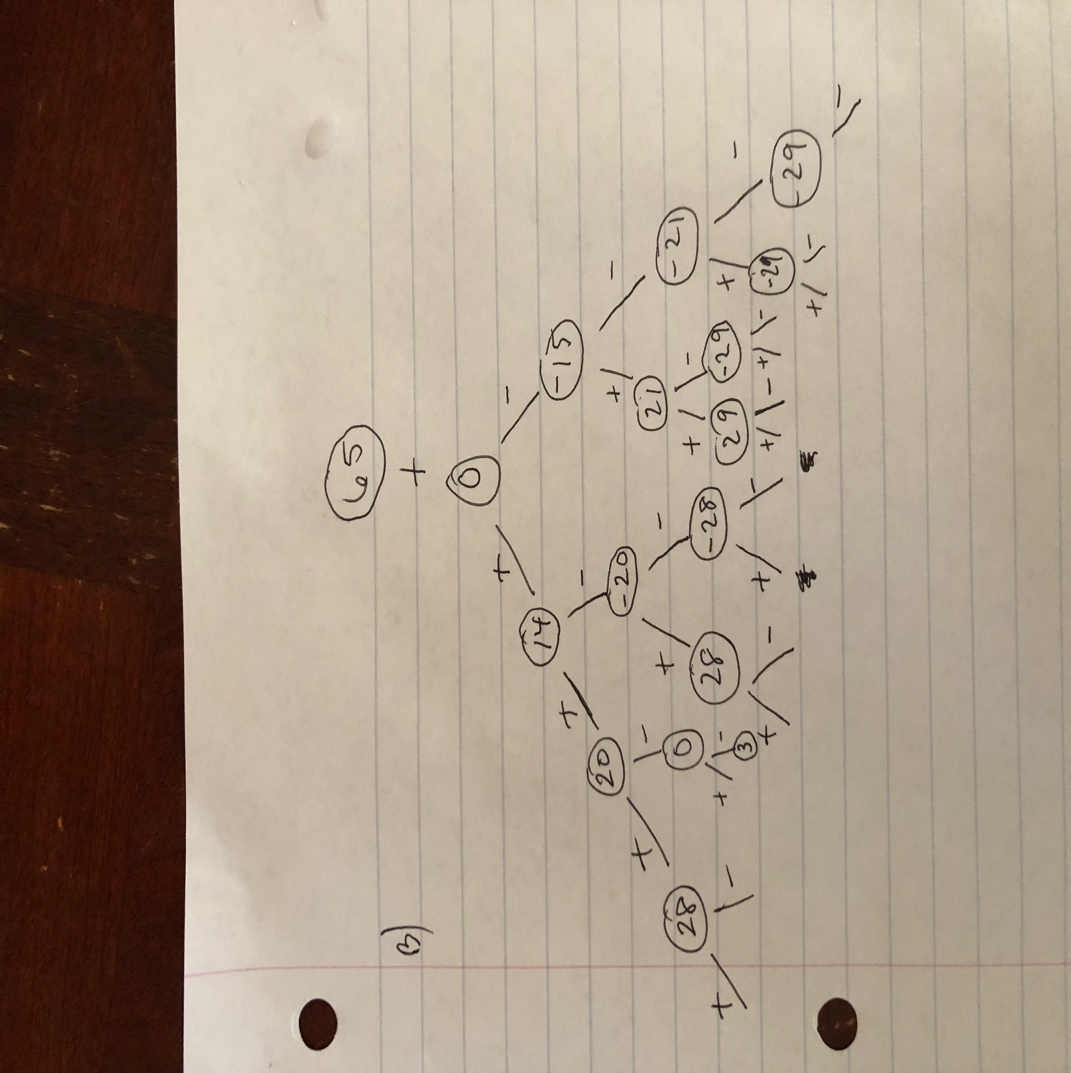 3) 65
+
0
+ -
14 -15
+ - + -
20 -20 21 -21
+ - + - + - + -
28 0 28 -28 29 -29 -29 -29
+ - + - + - + - + - + - + - -
3